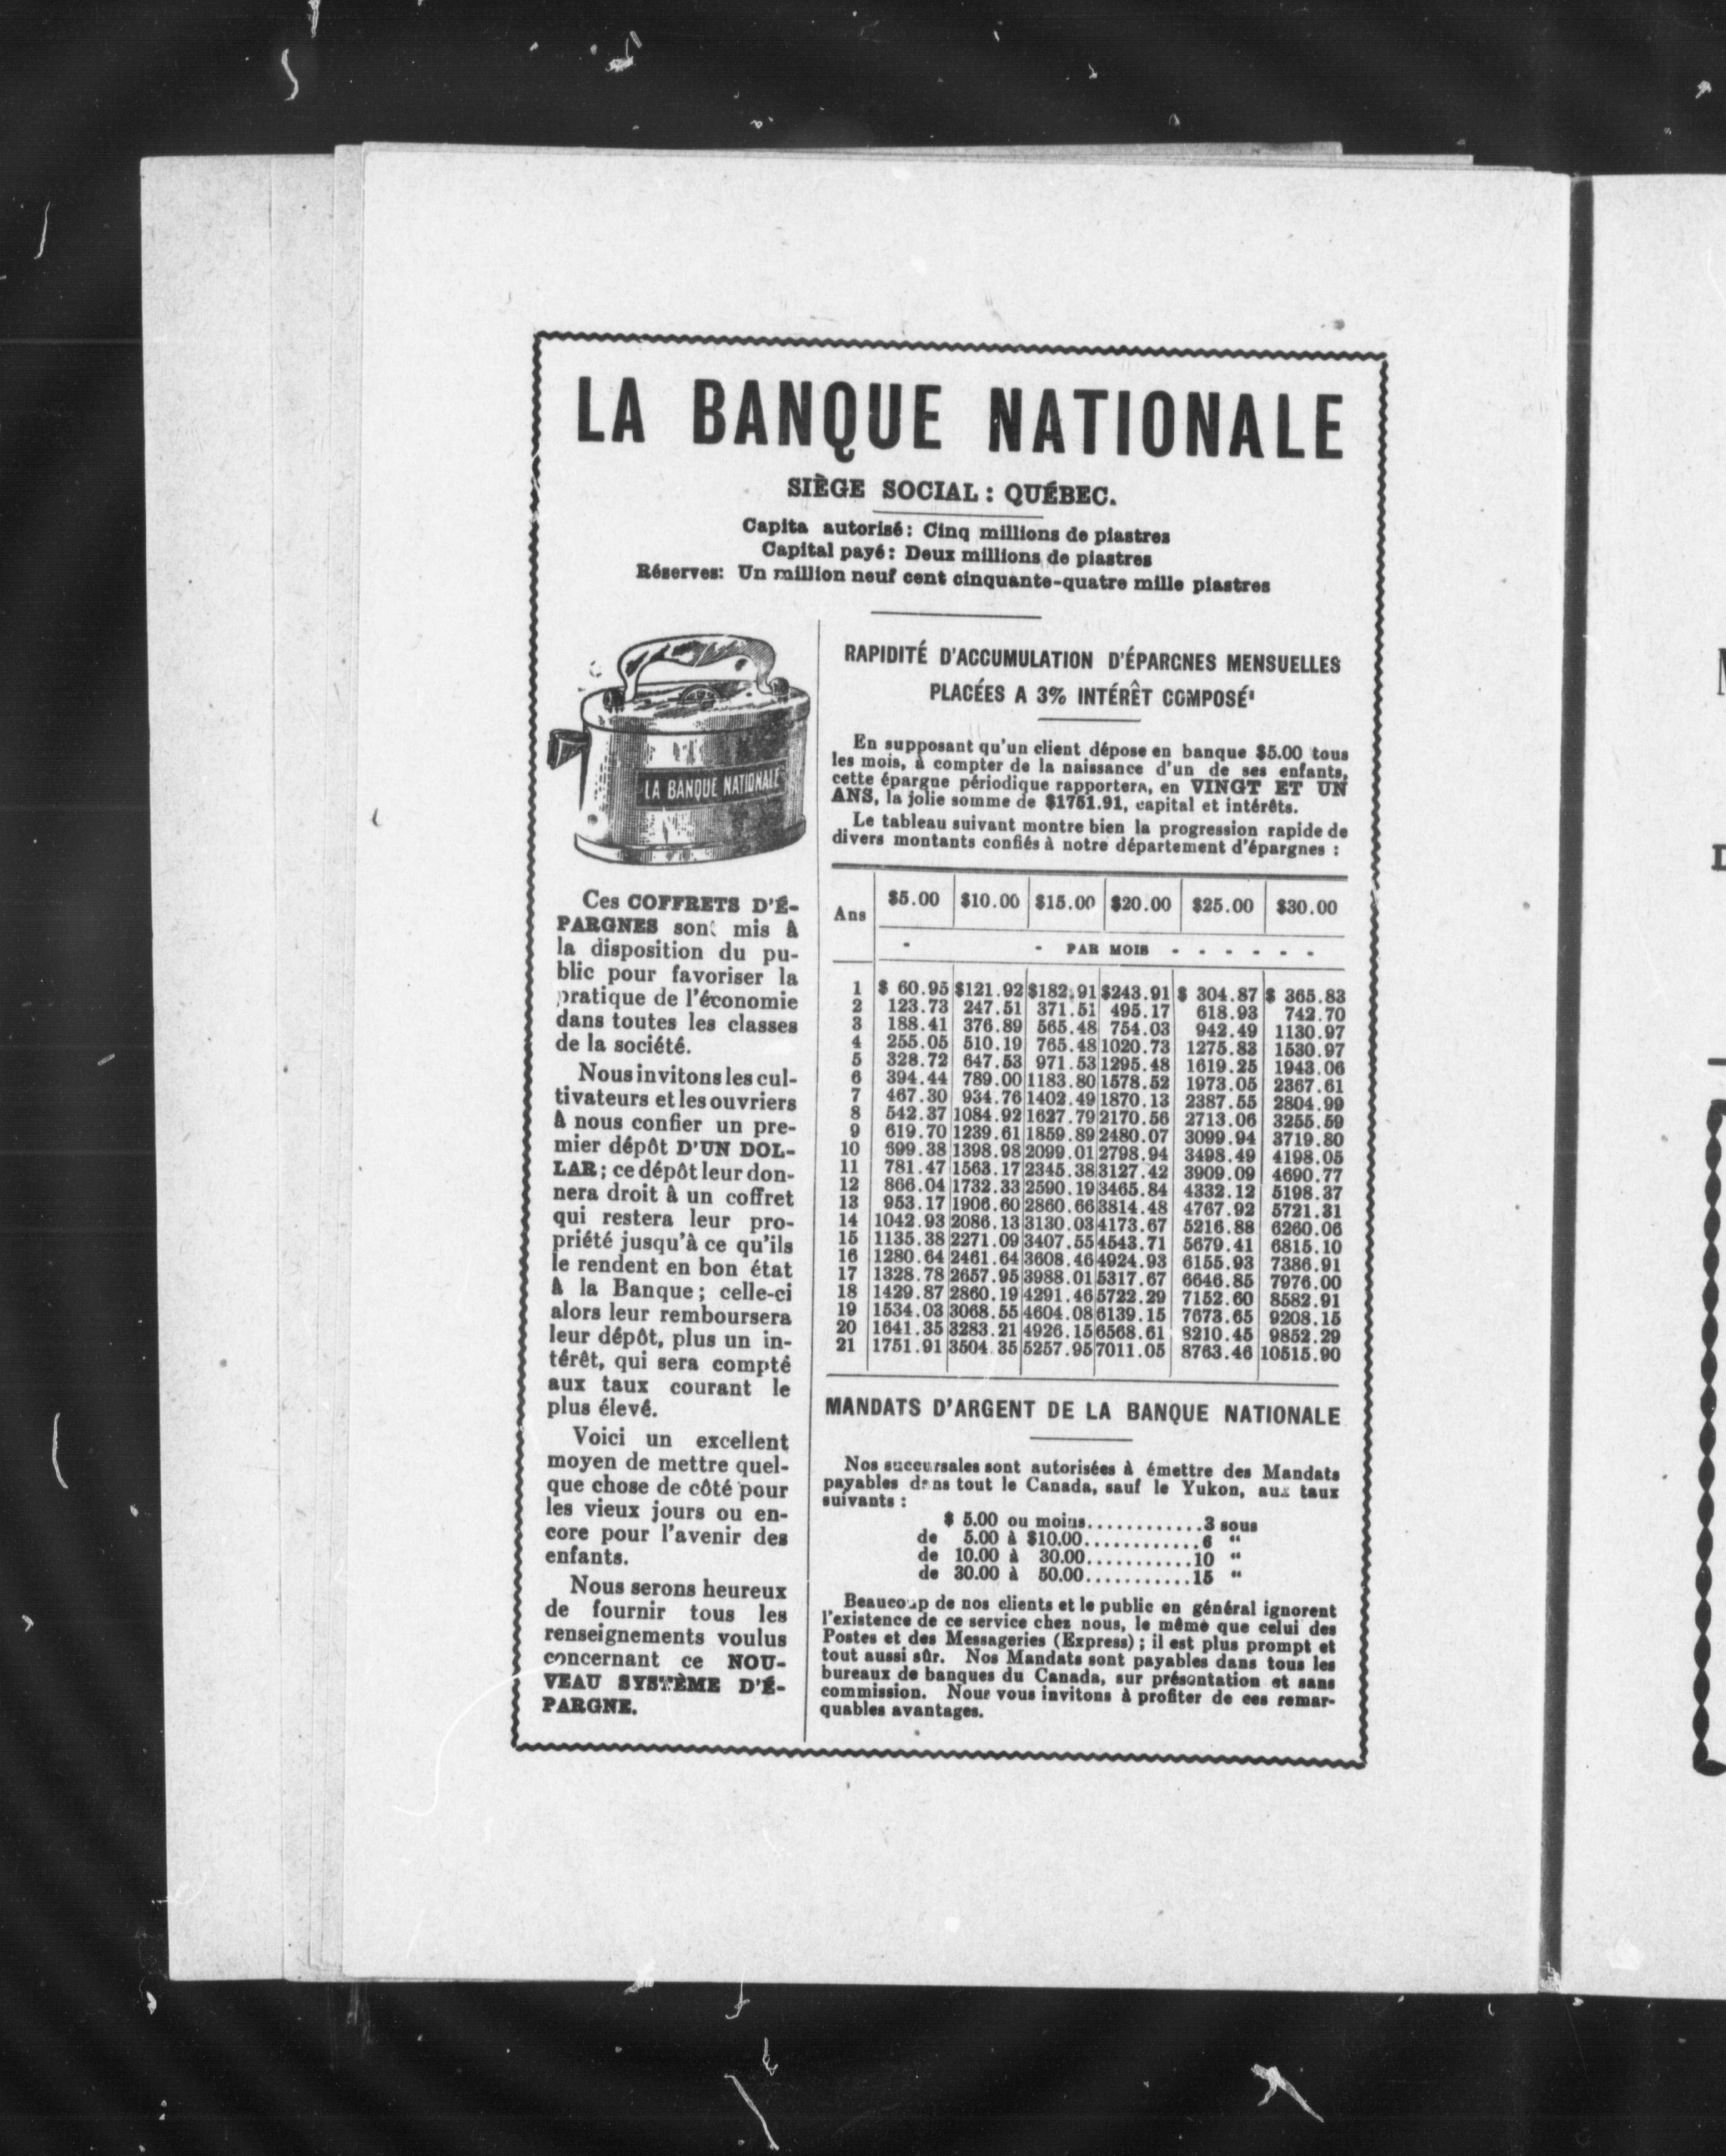 LA BANQUE NATIONALE
SIÈGE SOCIAL : QUÉBEC.
Capita autorisé : Cinq millions de piastres
Capital payé : Deux millions de piastres
Réserves: Un million neuf cent cinquante-quatre mille piastres
LA BANQUE NATIONALE
Ces COFFRETS D'É-
PARGNES sont mis à
la disposition du pu-
blic pour favoriser la
pratique de l'économie
dans toutes les classes
de la société.
Nous invitons les cul-
tivateurs et les ouvriers
à nous confier un pre-
mier dépôt D'UN DOL-
LAR ; ce dépôt leur don-
nera droit à un coffret
qui restera leur pro-
priété jusqu'à ce qu'ils
le rendent en bon état
à la Banque ; celle-ci
alors leur remboursera
leur dépôt, plus un in-
térêt, qui sera compté
aux taux courant le
plus élevé.
Voici un excellent
moyen de mettre quel-
que chose de côté pour
les vieux jours ou en-
core pour l'avenir des
enfants.
Nous serons heureux
de fournir tous les
renseignements voulus
concernant ce NOU-
VEAU SYSTÈME D'É-
PARGNE.
RAPIDITÉ D'ACCUMULATION D'ÉPARGNES MENSUELLES
PLACÉES A 3% INTÉRÊT COMPOSÉ
En supposant qu'un client dépose en banque $5.00 tous
les mois, à compter de la naissance d'un de ses enfants,
cette épargne périodique rapportera, en VINGT ET UN
ANS, la jolie somme de $1751.91, capital et intérêts.
Le tableau suivant montre bien la progression rapide de
divers montants confiés à notre département d'épargnes :
Ans $5.00 $10.00 $15.00 $20.00 $25.00 $30.00
- - PAR MOIS - - - - - -
1 $ 60.95 $121.92 $182.91 $243.91 $ 304.87 $ 365.83
2 123.73 247.51 371.51 495.17 618.93 742.70
3 188.41 376.89 565.48 754.03 942.49 1130.97
4 255.05 510.19 765.48 1020.73 1275.83 1530.97
5 328.72 647.53 971.53 1295.48 1619.25 1943.06
6 394.44 789.00 1183.80 1578.52 1973.05 2367.61
7 467.30 934.76 1402.49 1870.13 2387.55 2804.99
8 542.37 1084.92 1627.79 2170.56 2713.06 3255.59
9 619.70 1239.61 1859.89 2480.07 3099.94 3719.80
10 699.38 1398.98 2099.01 2798.94 3498.49 4198.05
11 781.47 1563.17 2345.38 3127.42 3909.09 4690.77
12 866.04 1732.33 2590.19 3465.84 4332.12 5198.37
13 953.17 1906.60 2860.66 3814.48 4767.92 5721.31
14 1042.93 2086.13 3130.03 4173.67 5216.88 6260.06
15 1135.38 2271.09 3407.55 4543.71 5679.41 6815.10
16 1280.64 2461.64 3608.46 4924.93 6155.93 7386.91
17 1328.78 2657.95 3988.01 5317.67 6646.85 7976.00
18 1429.87 2860.19 4291.46 5722.29 7152.60 8582.91
19 1534.03 3068.55 4604.08 6139.15 7673.65 9208.15
20 1641.35 3283.21 4926.15 6568.61 8210.45 9852.29
21 1751.91 3504.35 5257.95 7011.05 8763.46 10515.90
MANDATS D'ARGENT DE LA BANQUE NATIONALE
Nos succursales sont autorisées à émettre des Mandats
payables dans tout le Canada, sauf le Yukon, aux taux
suivants :
$ 5.00 ou moins............3 sous
de 5.00 à $10.00............6 "
de 10.00 à 30.00...........10 "
de 30.00 à 50.00...........15 "
Beaucoup de nos clients et le public en général ignorent
l'existence de ce service chez nous, le même que celui des
Postes et des Messageries (Express) ; il est plus prompt et
tout aussi sûr. Nos Mandats sont payables dans tous les
bureaux de banques du Canada, sur présentation et sans
commission. Nous vous invitons à profiter de ces remar-
quables avantages.